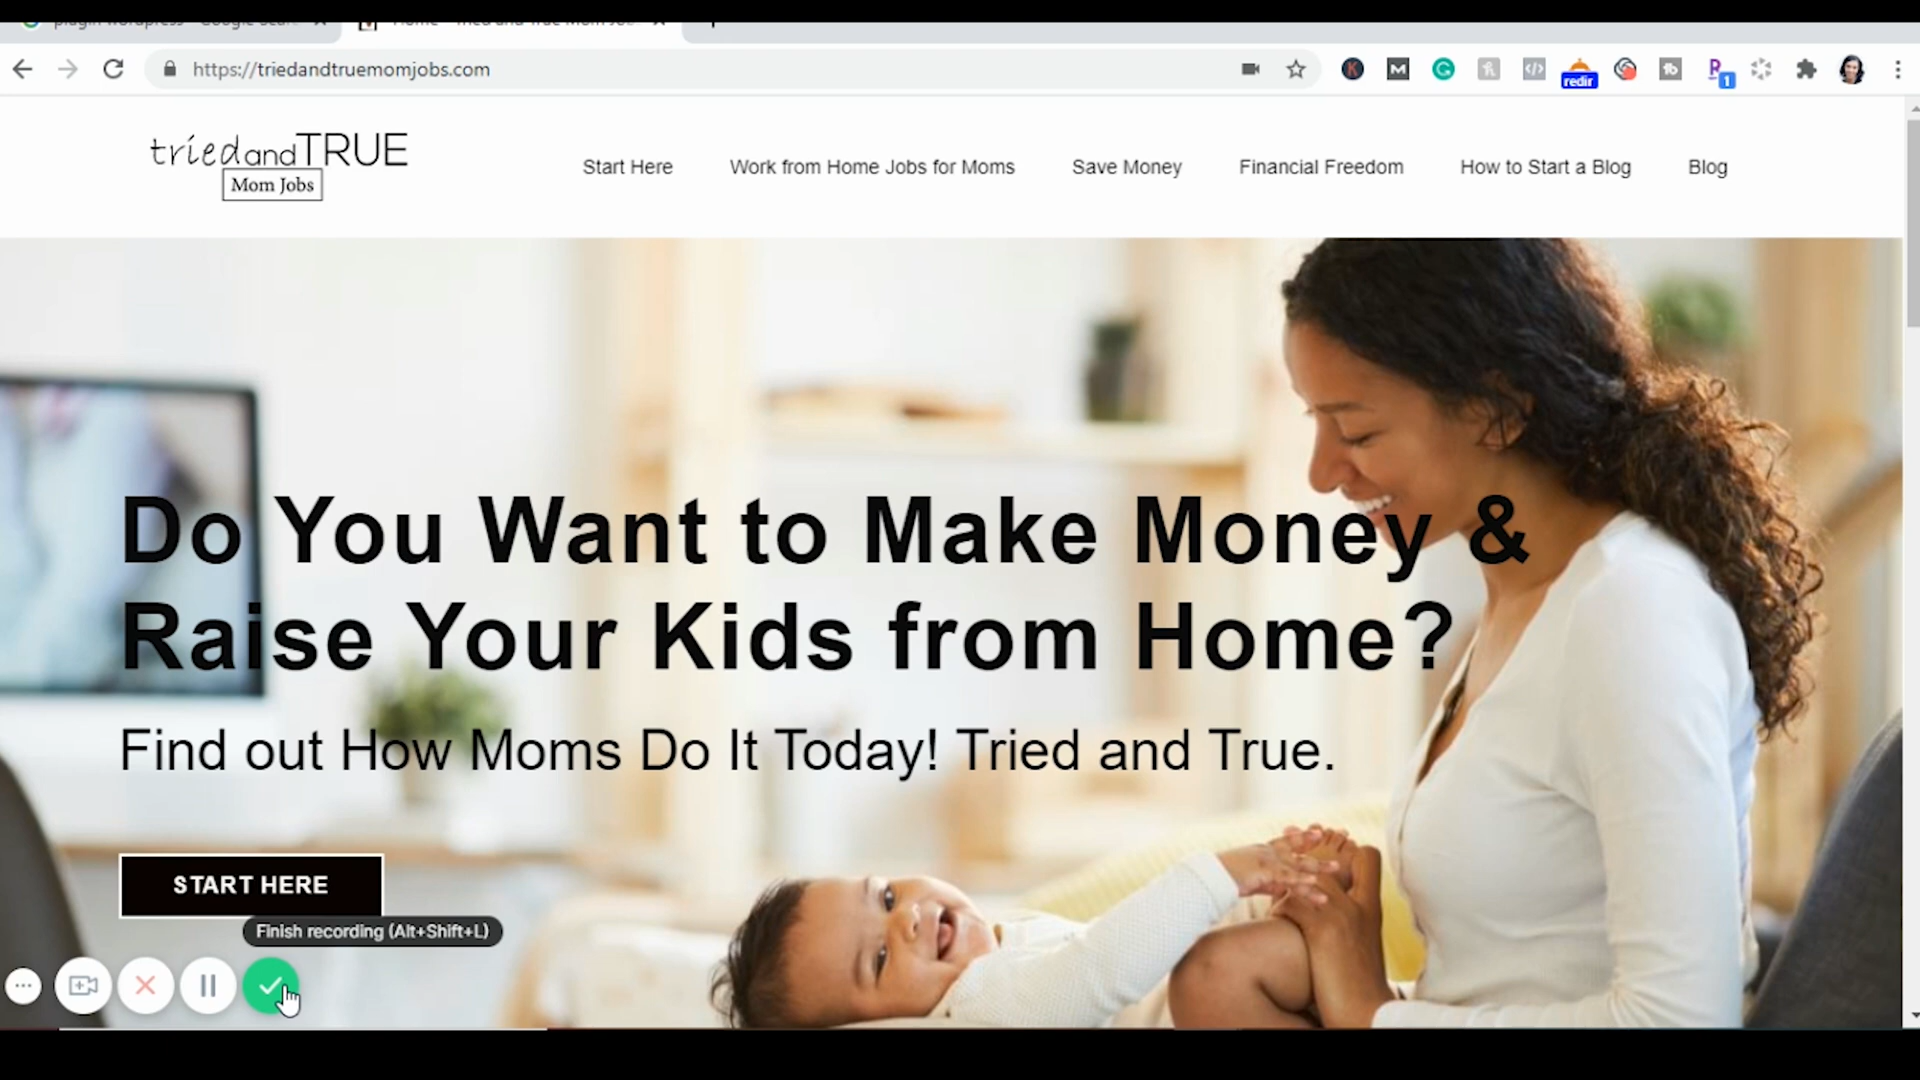 https://triedandtruemomjobs.com
redir
1
triedandTRUE
Mom Jobs
Start Here
Work from Home Jobs for Moms
Save Money
Financial Freedom
How to Start a Blog
Blog
Do You Want to Make Money &
Raise Your Kids from Home?
Find out How Moms Do It Today! Tried and True.
START HERE
Finish recording (Alt+Shift+L)